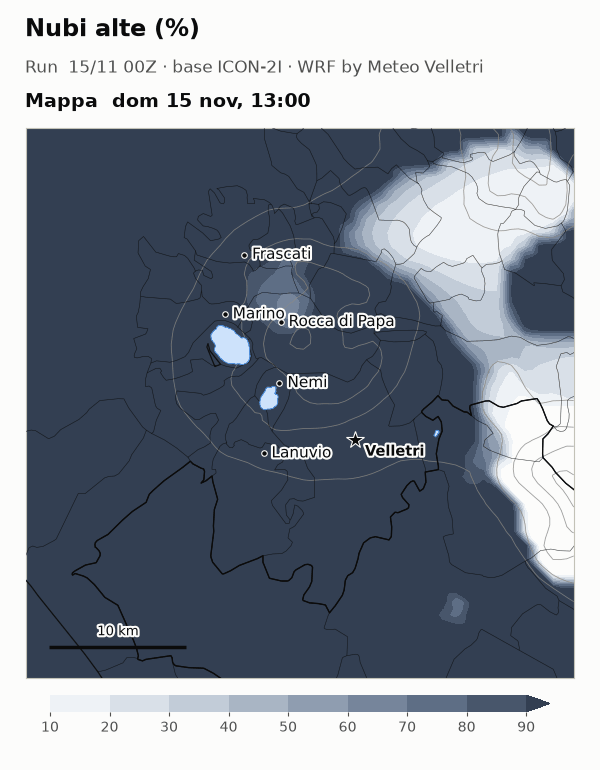 Nubi alte (%)
Run  15/11 00Z · base ICON-2I · WRF by Meteo Velletri
Mappa  dom 15 nov, 13:00
Frascati
Marino
Rocca di Papa
Nemi
Velletri
Lanuvio
10 km
10 20 30 40 50 60 70 80 90